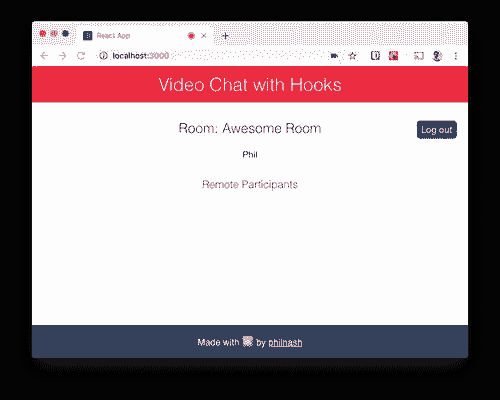 React App
localhost:3000
Video Chat with Hooks
Room: Awesome Room
Log out
Phil
Remote Participants
Made with by philnash